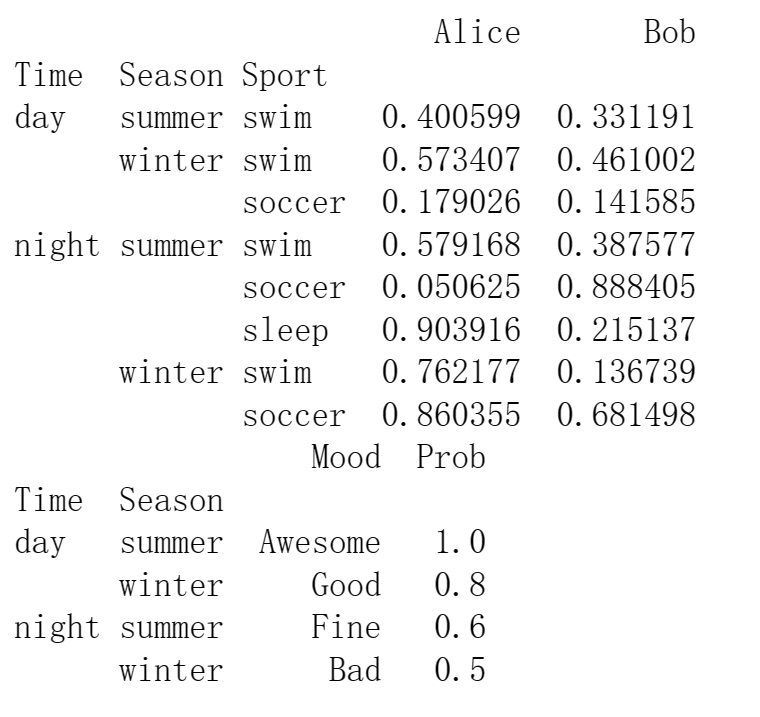 Alice Bob
Time Season Sport
day summer swim 0.400599 0.331191
winter swim 0.573407 0.461002
soccer 0.179026 0.141585
night summer swim 0.579168 0.387577
soccer 0.050625 0.888405
sleep 0.903916 0.215137
winter swim 0.762177 0.136739
soccer 0.860355 0.681498
Mood Prob
Time Season
day summer Awesome 1.0
winter Good 0.8
night summer Fine 0.6
winter Bad 0.5